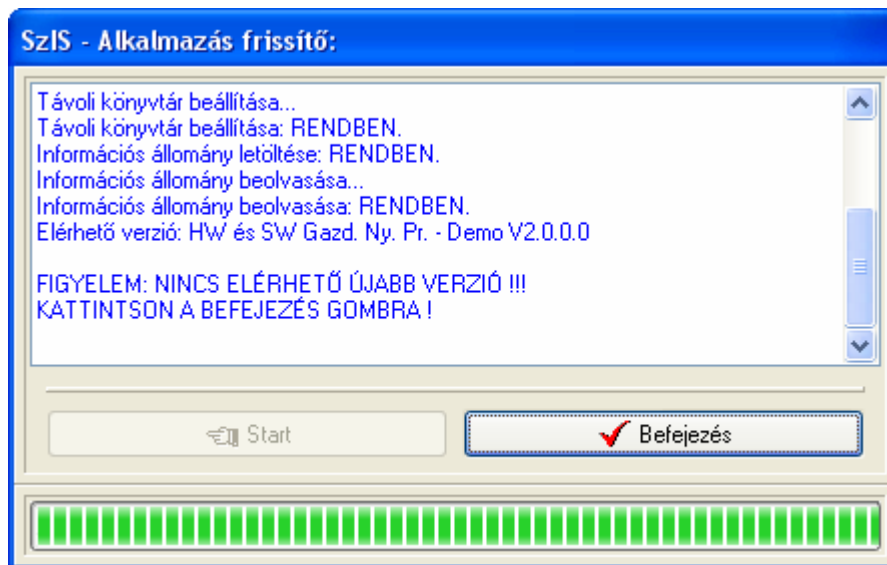 SzIS - Alkalmazás frissítő:
Távoli könyvtár beállítása...
Távoli könyvtár beállítása: RENDBEN.
Információs állomány letöltése: RENDBEN.
Információs állomány beolvasása...
Információs állomány beolvasása: RENDBEN.
Elérhető verzió: HW és SW Gazd. Ny. Pr. - Demo V2.0.0.0
FIGYELEM: NINCS ELÉRHETŐ ÚJABB VERZIÓ !!!
KATTINTSON A BEFEJEZÉS GOMBRA !
Start
Befejezés